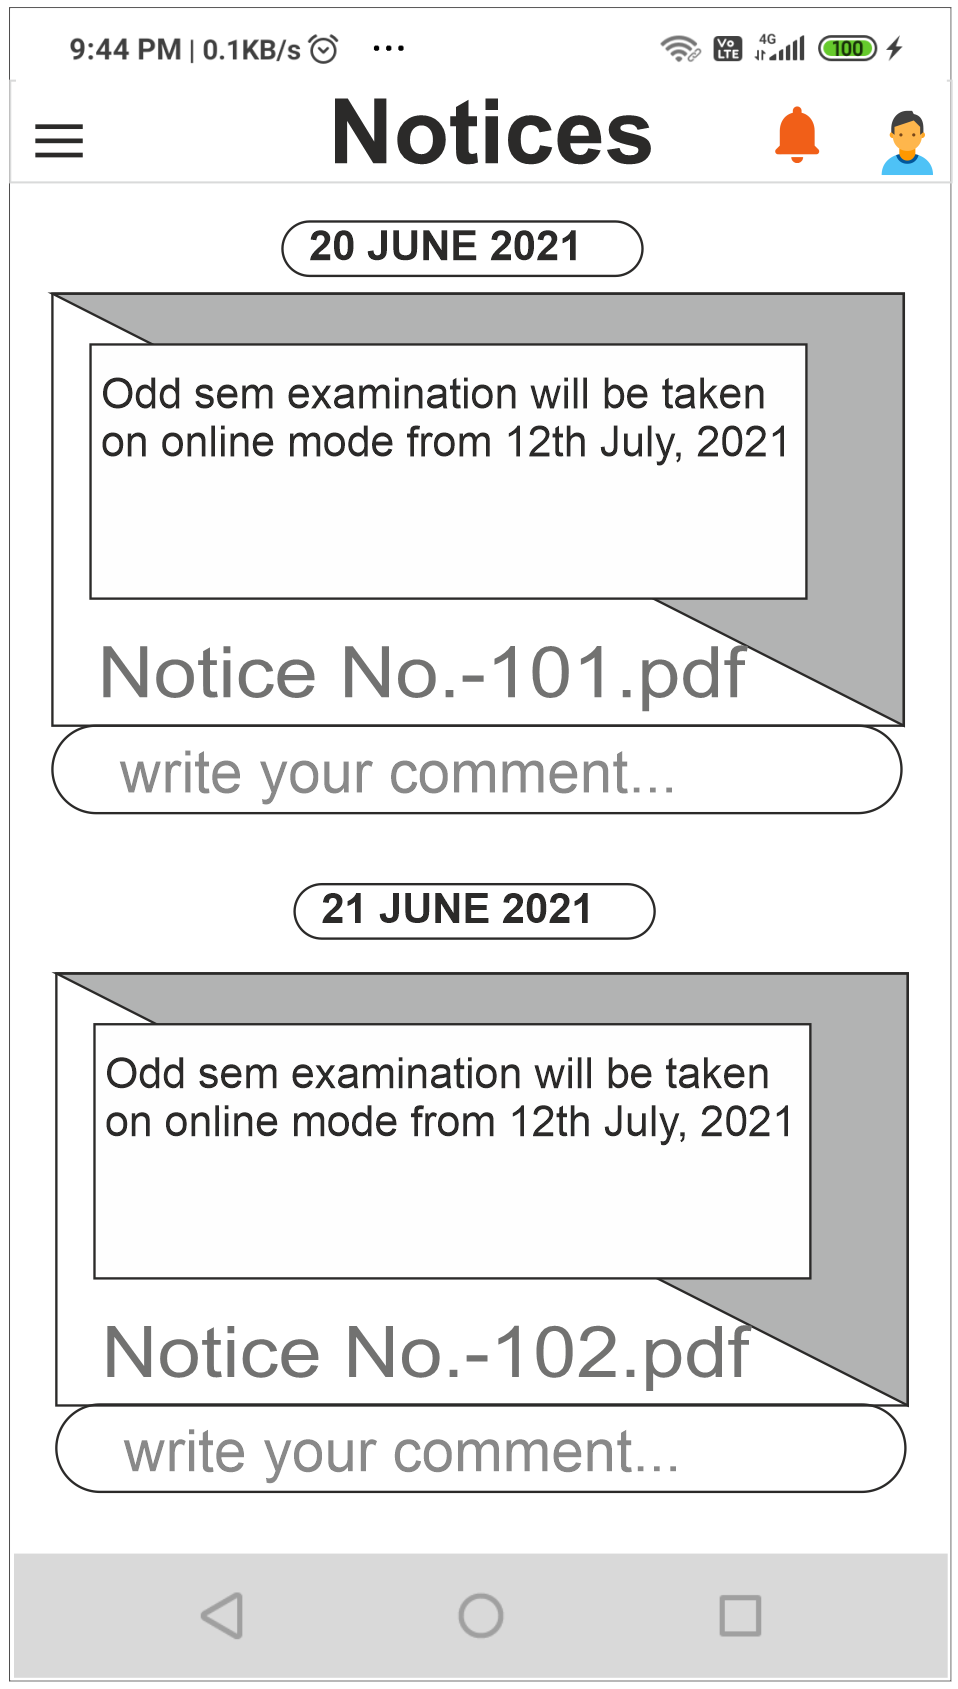 9:44 PM | 0.1KB/s ...
Vo LTE 4G 100
Notices
20 JUNE 2021
Odd sem examination will be taken
on online mode from 12th July, 2021
Notice No.-101.pdf
write your comment...
21 JUNE 2021
Odd sem examination will be taken
on online mode from 12th July, 2021
Notice No.-102.pdf
write your comment...